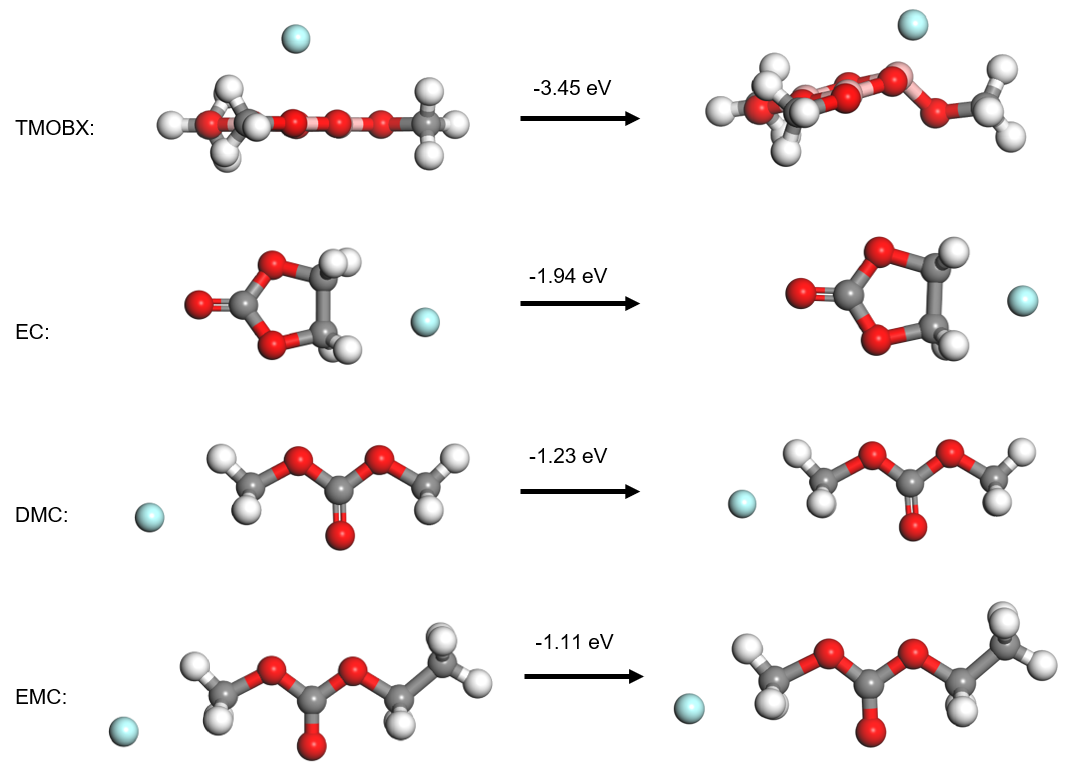 -3.45 eV
TMOBX:
-1.94 eV
EC:
-1.23 eV
DMC:
-1.11 eV
EMC: